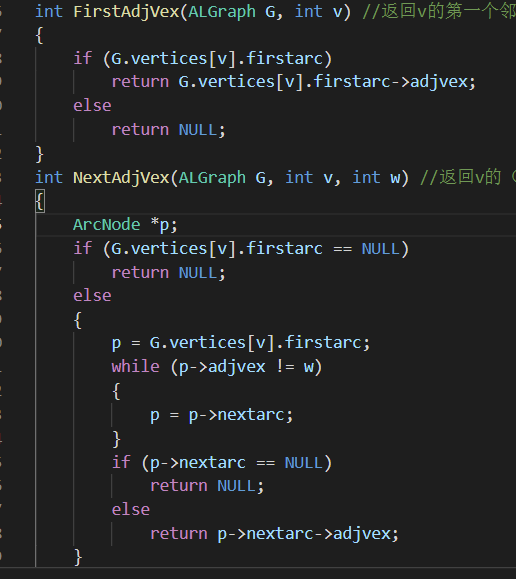 int FirstAdjVex(ALGraph G, int v) //返回v的第一个邻
{
if (G.vertices[v].firstarc)
return G.vertices[v].firstarc->adjvex;
else
return NULL;
}
int NextAdjVex(ALGraph G, int v, int w) //返回v的（
{
ArcNode *p;
if (G.vertices[v].firstarc == NULL)
return NULL;
else
{
p = G.vertices[v].firstarc;
while (p->adjvex != w)
{
p = p->nextarc;
}
if (p->nextarc == NULL)
return NULL;
else
return p->nextarc->adjvex;
}